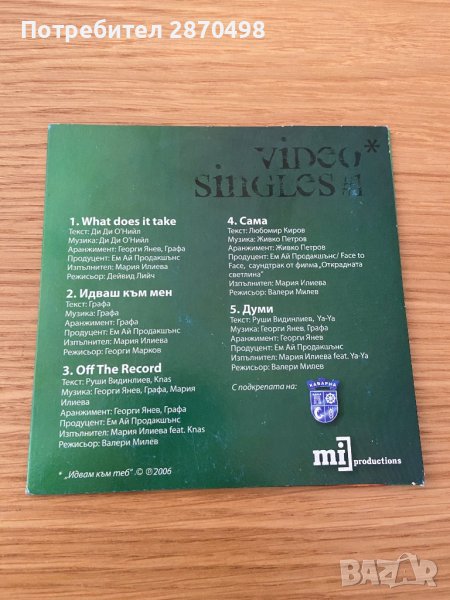 Потребител 2870498
video*
singles #1
1. What does it take
Текст: Ди Ди О'Нийл
Музика: Ди Ди О'Нийл
Аранжимент: Георги Янев, Графа
Продуцент: Ем Ай Продакшънс
Изпълнител: Мария Илиева
Режисьор: Дейвид Лийч
2. Идваш към мен
Текст: Графа
Музика: Графа
Аранжимент: Графа
Продуцент: Ем Ай Продакшънс
Изпълнител: Мария Илиева
Режисьор: Георги Марков
3. Off The Record
Текст: Руши Видинлиев, Knas
Музика: Георги Янев, Графа, Мария
Илиева
Аранжимент: Георги Янев, Графа
Продуцент: Ем Ай Продакшънс
Изпълнител: Мария Илиева feat. Knas
Режисьор: Валери Милев
* „Идвам към теб" © ℗ 2006
4. Сама
Текст: Любомир Киров
Музика: Живко Петров
Аранжимент: Живко Петров
Продуцент: Ем Ай Продакшънс/ Face to
Face, саундтрак от филма „Открадната
светлина"
Изпълнител: Мария Илиева
Режисьор: Валери Милев
5. Думи
Текст: Руши Видинлиев, Ya-Ya
Музика: Георги Янев, Графа
Аранжимент: Георги Янев
Продуцент: Ем Ай Продакшънс
Изпълнител: Мария Илиева feat. Ya-Ya
Режисьор: Валери Милев
С подкрепата на:
КАВАРНА
mi productions
BAZAR